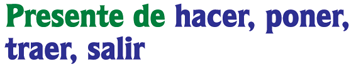 Presente de hacer, poner,
traer, salir